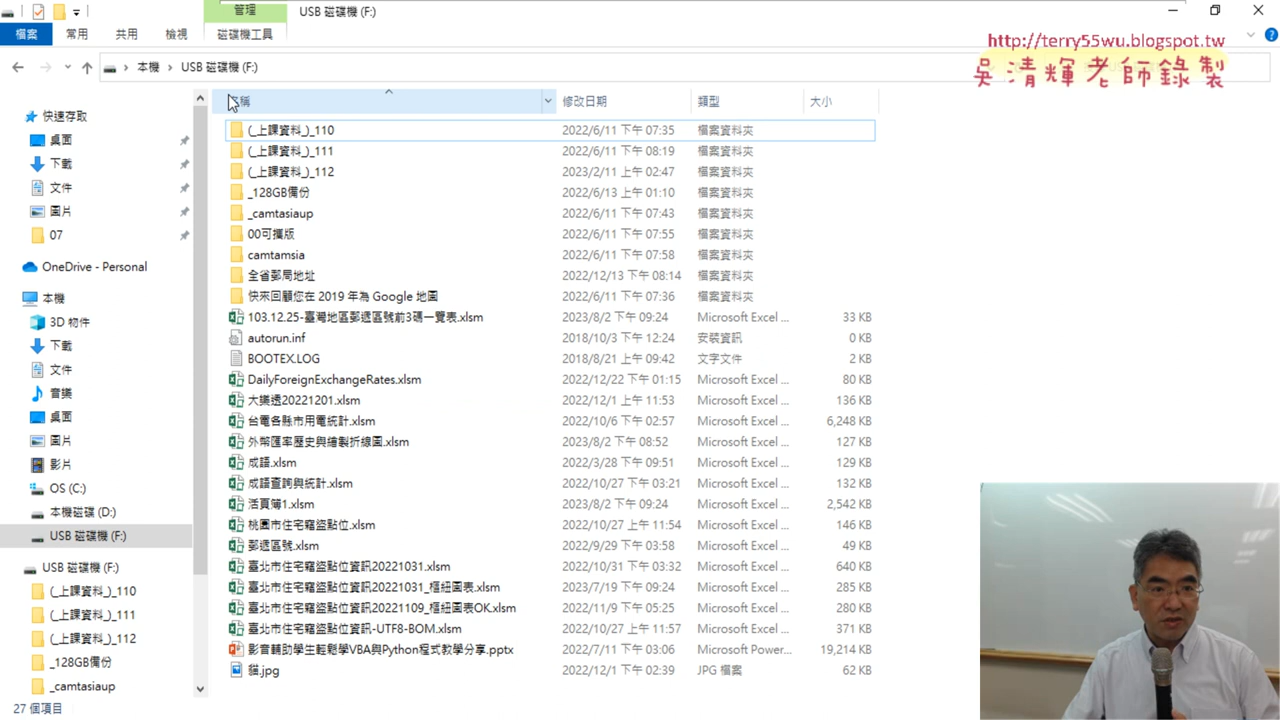 管理
USB 磁碟機 (F:)
檔案
常用
共用
檢視
磁碟機工具
http://terry55wu.blogspot.tw
吳清輝老師錄製
本機 > USB 磁碟機 (F:)
修改日期
類型
大小
快速存取
桌面
下載
文件
圖片
07
OneDrive - Personal
本機
3D 物件
下載
文件
音樂
桌面
圖片
影片
OS (C:)
本機磁碟 (D:)
USB 磁碟機 (F:)
USB 磁碟機 (F:)
(_上課資料_)_110
(_上課資料_)_111
(_上課資料_)_112
_128GB備份
_camtasiaup
(_上課資料_)_110 2022/6/11 下午 07:35 檔案資料夾
(_上課資料_)_111 2022/6/11 下午 08:19 檔案資料夾
(_上課資料_)_112 2023/2/11 上午 02:47 檔案資料夾
_128GB備份 2022/6/13 上午 01:10 檔案資料夾
_camtasiaup 2022/6/11 下午 07:43 檔案資料夾
00可攜版 2022/6/11 下午 07:55 檔案資料夾
camtamsia 2022/6/11 下午 07:58 檔案資料夾
全省郵局地址 2022/12/13 下午 08:14 檔案資料夾
快來回顧您在 2019 年為 Google 地圖 2022/6/11 下午 07:36 檔案資料夾
103.12.25-臺灣地區郵遞區號前3碼一覽表.xlsm 2023/8/2 下午 09:24 Microsoft Excel ... 33 KB
autorun.inf 2018/10/3 下午 12:24 安裝資訊 0 KB
BOOTEX.LOG 2018/8/21 上午 09:42 文字文件 2 KB
DailyForeignExchangeRates.xlsm 2022/12/22 下午 01:15 Microsoft Excel ... 80 KB
大樂透20221201.xlsm 2022/12/1 上午 11:53 Microsoft Excel ... 136 KB
台電各縣市用電統計.xlsm 2022/10/6 下午 02:57 Microsoft Excel ... 6,248 KB
外幣匯率歷史與繪製折線圖.xlsm 2023/8/2 下午 08:52 Microsoft Excel ... 127 KB
成語.xlsm 2022/3/28 下午 09:51 Microsoft Excel ... 129 KB
成語查詢與統計.xlsm 2022/10/27 下午 03:21 Microsoft Excel ... 132 KB
活頁簿1.xlsm 2023/8/2 下午 09:24 Microsoft Excel ... 2,542 KB
桃園市住宅竊盜點位.xlsm 2022/10/27 上午 11:54 Microsoft Excel ... 146 KB
郵遞區號.xlsm 2022/9/29 下午 03:58 Microsoft Excel ... 49 KB
臺北市住宅竊盜點位資訊20221031.xlsm 2022/10/31 下午 03:32 Microsoft Excel ... 640 KB
臺北市住宅竊盜點位資訊20221031_樞紐圖表.xlsm 2023/7/19 下午 09:24 Microsoft Excel ... 285 KB
臺北市住宅竊盜點位資訊20221109_樞紐圖表OK.xlsm 2022/11/9 下午 05:25 Microsoft Excel ... 280 KB
臺北市住宅竊盜點位資訊-UTF8-BOM.xlsm 2022/10/27 上午 11:57 Microsoft Excel ... 371 KB
影音輔助學生輕鬆學VBA與Python程式教學分享.pptx 2022/7/11 下午 03:06 Microsoft Power... 19,214 KB
貓.jpg 2022/12/1 下午 02:39 JPG 檔案 62 KB
27 個項目